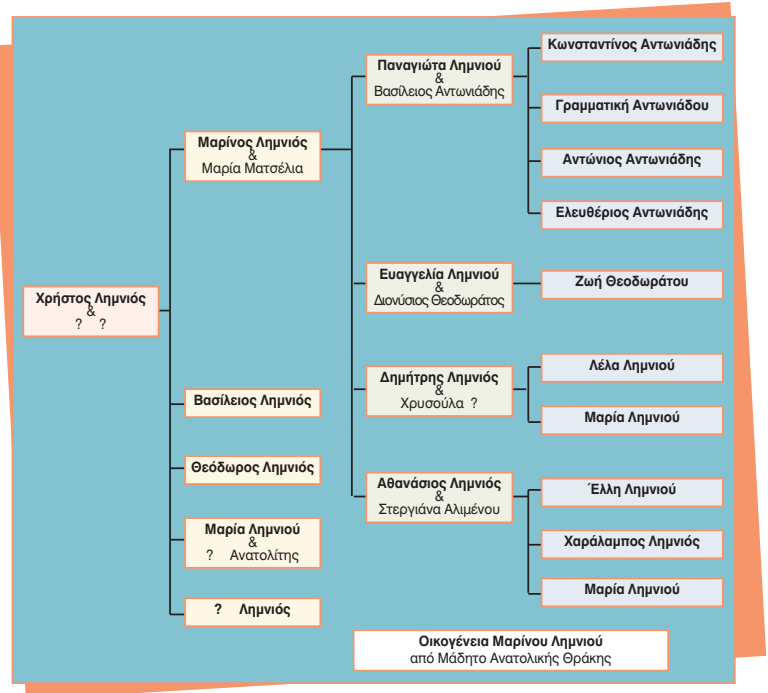 Χρήστος Λημνιός
&
? ?
Μαρίνος Λημνιός
&
Μαρία Ματσέλια
Βασίλειος Λημνιός
Θεόδωρος Λημνιός
Μαρία Λημνιού
&
? Ανατολίτης
? Λημνιός
Παναγιώτα Λημνιού
&
Βασίλειος Αντωνιάδης
Ευαγγελία Λημνιού
&
Διονύσιος Θεοδωράτος
Δημήτρης Λημνιός
&
Χρυσούλα ?
Αθανάσιος Λημνιός
&
Στεργιάνα Αλιμένου
Κωνσταντίνος Αντωνιάδης
Γραμματική Αντωνιάδου
Αντώνιος Αντωνιάδης
Ελευθέριος Αντωνιάδης
Ζωή Θεοδωράτου
Λέλα Λημνιού
Μαρία Λημνιού
Έλλη Λημνιού
Χαράλαμπος Λημνιός
Μαρία Λημνιού
Οικογένεια Μαρίνου Λημνιού
από Μάδητο Ανατολικής Θράκης